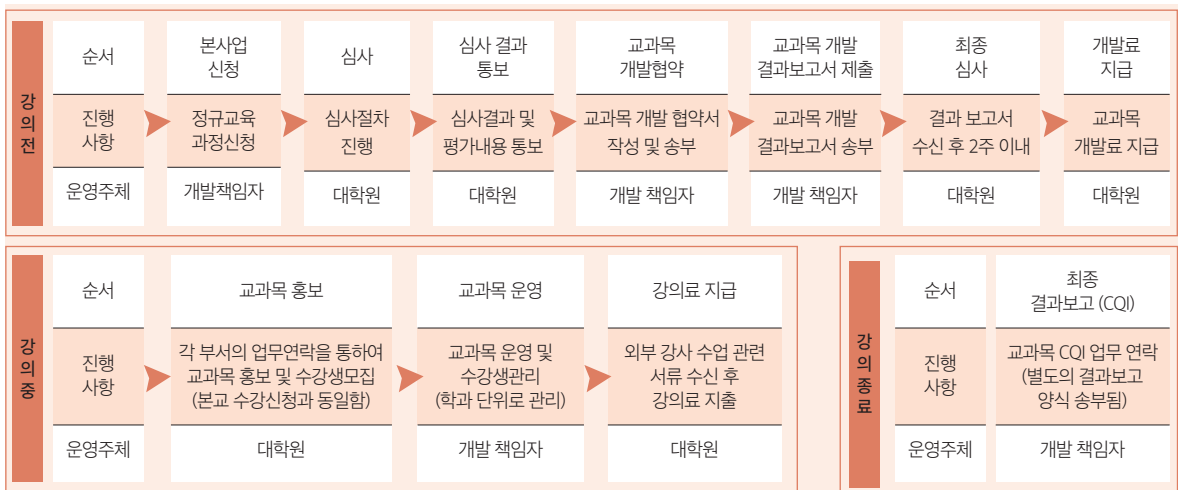 강의전
순서
본사업
신청
심사
심사 결과
통보
교과목
개발협약
교과목 개발
결과보고서 제출
최종
심사
개발료
지급
진행
사항
정규교육
과정신청
심사절차
진행
심사결과 및
평가내용 통보
교과목 개발 협약서
작성 및 송부
교과목 개발
결과보고서 송부
결과 보고서
수신 후 2주 이내
교과목
개발료 지급
운영주체
개발책임자
대학원
대학원
개발 책임자
개발 책임자
대학원
대학원
강의중
순서
교과목 홍보
교과목 운영
강의료 지급
진행
사항
각 부서의 업무연락을 통하여
교과목 홍보 및 수강생모집
(본교 수강신청과 동일함)
교과목 운영 및
수강생관리
(학과 단위로 관리)
외부 강사 수업 관련
서류 수신 후
강의료 지출
운영주체
대학원
개발 책임자
대학원
강의종료
순서
최종
결과보고 (CQI)
진행
사항
교과목 CQI 업무 연락
(별도의 결과보고
양식 송부됨)
운영주체
개발 책임자